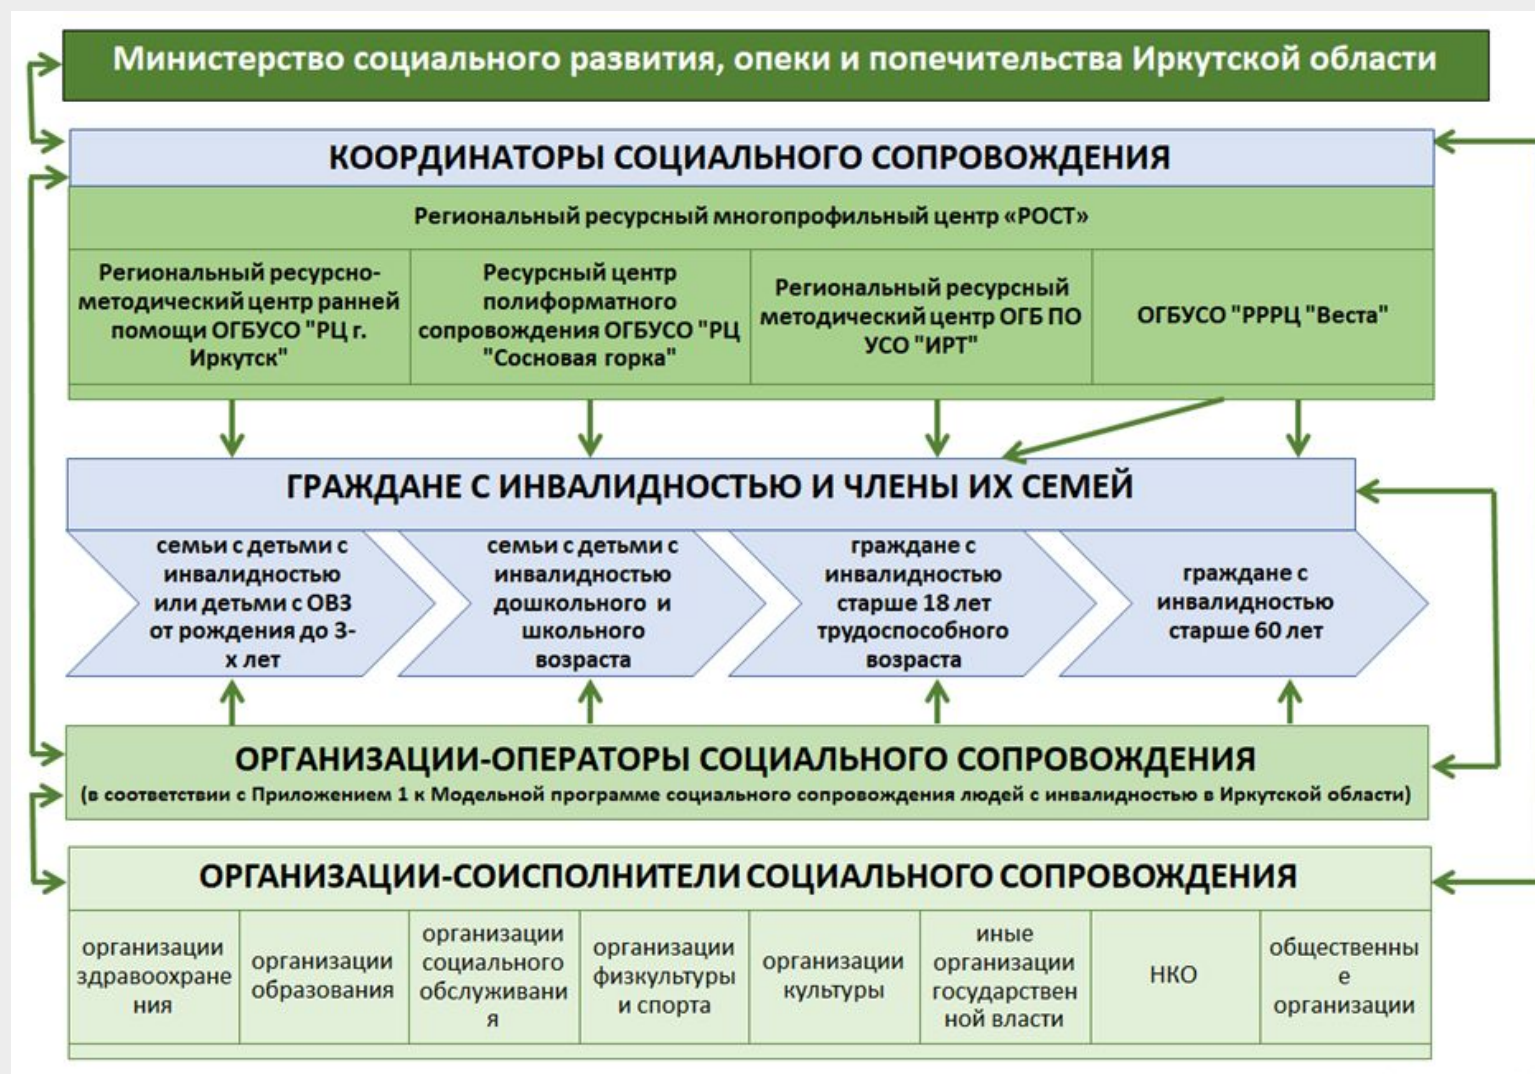 Министерство социального развития, опеки и попечительства Иркутской области
КООРДИНАТОРЫ СОЦИАЛЬНОГО СОПРОВОЖДЕНИЯ
Региональный ресурсный многопрофильный центр «РОСТ»
Региональный ресурсно-
методический центр ранней
помощи ОГБУСО "РЦ г.
Иркутск"
Ресурсный центр
полиформатного
сопровождения ОГБУСО "РЦ
"Сосновая горка"
Региональный ресурсный
методический центр ОГБ ПО
УСО "ИРТ"
ОГБУСО "РРРЦ "Веста"
ГРАЖДАНЕ С ИНВАЛИДНОСТЬЮ И ЧЛЕНЫ ИХ СЕМЕЙ
семьи с детьми с
инвалидностью
или детьми с ОВЗ
от рождения до 3-
х лет
семьи с детьми с
инвалидностью
дошкольного и
школьного
возраста
граждане с
инвалидностью
старше 18 лет
трудоспособного
возраста
граждане с
инвалидностью
старше 60 лет
ОРГАНИЗАЦИИ-ОПЕРАТОРЫ СОЦИАЛЬНОГО СОПРОВОЖДЕНИЯ
(в соответствии с Приложением 1 к Модельной программе социального сопровождения людей с инвалидностью в Иркутской области)
ОРГАНИЗАЦИИ-СОИСПОЛНИТЕЛИ СОЦИАЛЬНОГО СОПРОВОЖДЕНИЯ
организации
здравоохране
ния
организации
образования
организации
социального
обслуживани
я
организации
физкультуры
и спорта
организации
культуры
иные
организации
государствен
ной власти
НКО
общественны
е
организации